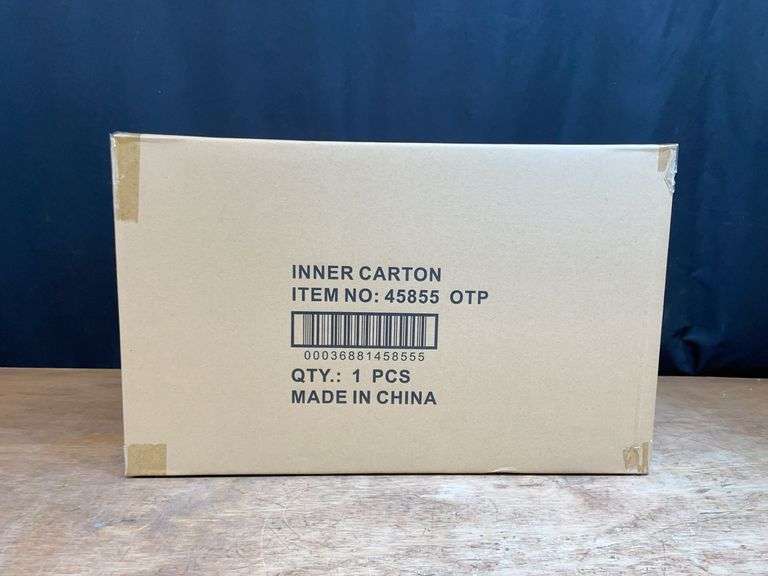 INNER CARTON
ITEM NO: 45855 OTP
00036881458555
QTY.: 1 PCS
MADE IN CHINA